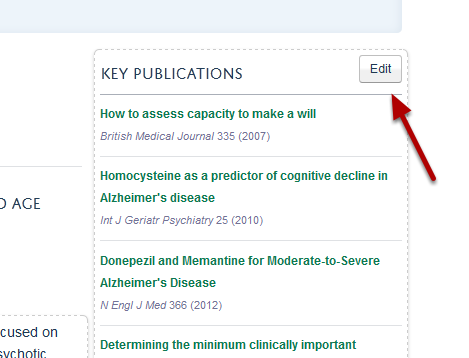 KEY PUBLICATIONS
Edit
How to assess capacity to make a will
British Medical Journal 335 (2007)
Homocysteine as a predictor of cognitive decline in
Alzheimer's disease
Int J Geriatr Psychiatry 25 (2010)
D AGE
Donepezil and Memantine for Moderate-to-Severe
Alzheimer's Disease
N Engl J Med 366 (2012)
cused on
Determining the minimum clinically important
sychotic